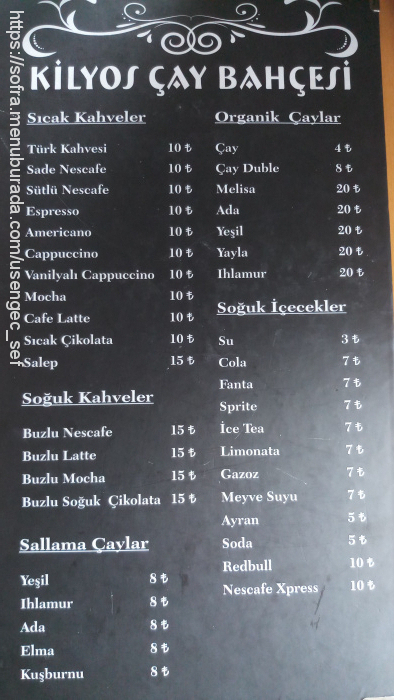 KİLYOS ÇAY BAHÇESİ
Sıcak Kahveler
Türk Kahvesi 10 ₺
Sade Nescafe 10 ₺
Sütlü Nescafe 10 ₺
Espresso 10 ₺
Americano 10 ₺
Cappuccino 10 ₺
Vanilyalı Cappuccino 10 ₺
Mocha 10 ₺
Cafe Latte 10 ₺
Sıcak Çikolata 10 ₺
Salep 15 ₺
Soğuk Kahveler
Buzlu Nescafe 15 ₺
Buzlu Latte 15 ₺
Buzlu Mocha 15 ₺
Buzlu Soğuk Çikolata 15 ₺
Sallama Çaylar
Yeşil 8 ₺
Ihlamur 8 ₺
Ada 8 ₺
Elma 8 ₺
Kuşburnu 8 ₺
Organik Çaylar
Çay 4 ₺
Çay Duble 8 ₺
Melisa 20 ₺
Ada 20 ₺
Yeşil 20 ₺
Yayla 20 ₺
Ihlamur 20 ₺
Soğuk İçecekler
Su 3 ₺
Cola 7 ₺
Fanta 7 ₺
Sprite 7 ₺
İce Tea 7 ₺
Limonata 7 ₺
Gazoz 7 ₺
Meyve Suyu 7 ₺
Ayran 5 ₺
Soda 5 ₺
Redbull 10 ₺
Nescafe Xpress 10 ₺
https://sofra.menuburada.com/usengec_sef